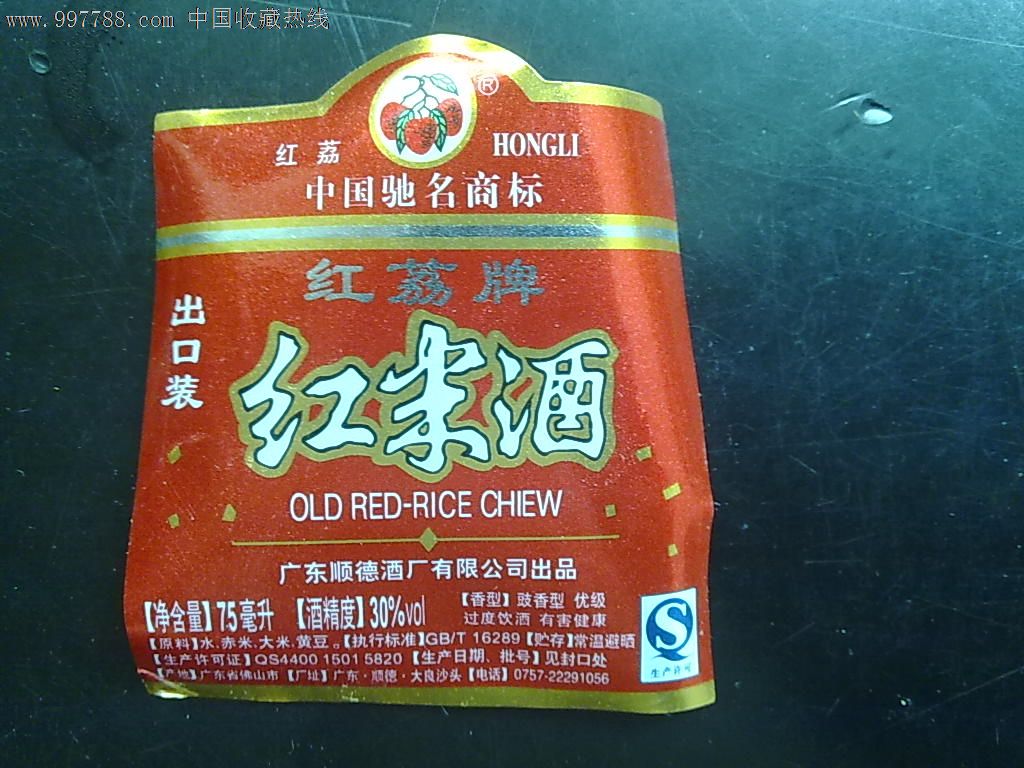 www.997788.com 中国收藏热线
®
红荔 HONGLI
中国驰名商标
红荔牌
出口装
红米酒
OLD RED-RICE CHIEW
广东顺德酒厂有限公司出品
【净含量】75毫升 【酒精度】30%vol
【香型】豉香型 优级
过度饮酒 有害健康
【原料】水.赤米.大米.黄豆。【执行标准】GB/T 16289【贮存】常温避晒
【生产许可证】QS4400 1501 5820 【生产日期、批号】见封口处
【产地】广东省佛山市 【厂址】广东·顺德·大良沙头【电话】0757-22291056
S
生产许可